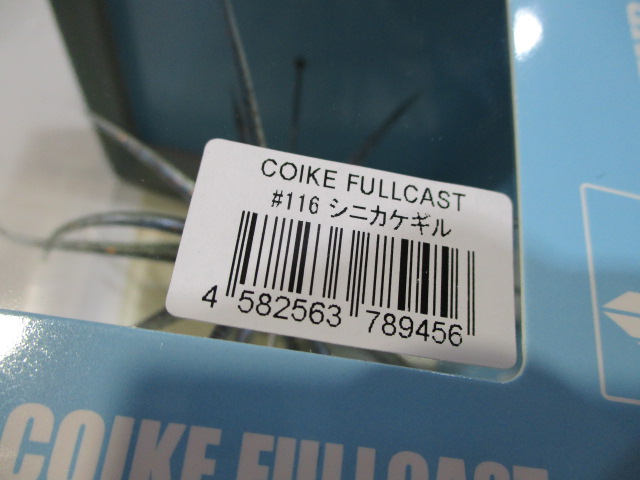 COIKE FULLCAST
#116 シニカケギル
4 582563 789456
COIKE FULLCAST